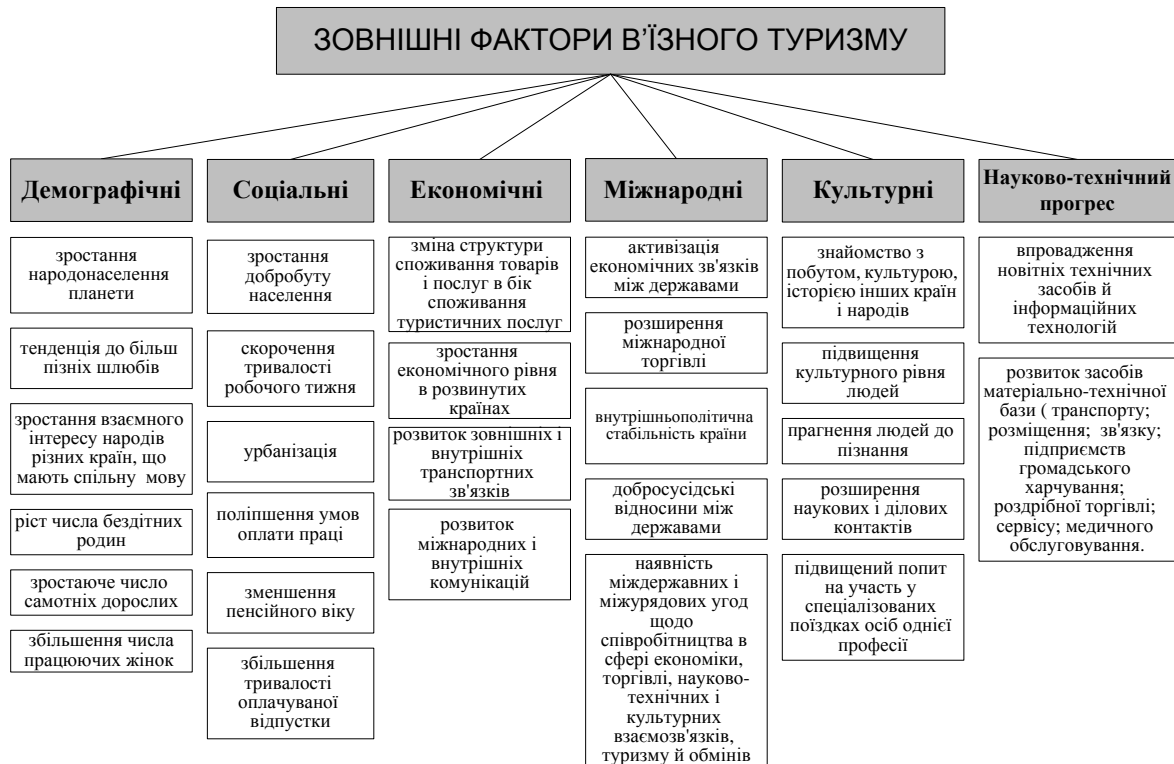 ЗОВНІШНІ ФАКТОРИ В'ЇЗНОГО ТУРИЗМУ
Демографічні
зростання
народонаселення
планети
тенденція до більш
пізніх шлюбів
зростання взаємного
інтересу народів
різних країн, що
мають спільну мову
ріст числа бездітних
родин
зростаюче число
самотніх дорослих
збільшення числа
працюючих жінок
Соціальні
зростання
добробуту
населення
скорочення
тривалості
робочого тижня
урбанізація
поліпшення умов
оплати праці
зменшення
пенсійного віку
збільшення
тривалості
оплачуваної
відпустки
Економічні
зміна структури
споживання товарів
і послуг в бік
споживання
туристичних послуг
зростання
економічного рівня
в розвинутих
країнах
розвиток зовнішніх і
внутрішніх
транспортних
зв'язків
розвиток
міжнародних і
внутрішніх
комунікацій
Міжнародні
активізація
економічних зв'язків
між державами
розширення
міжнародної
торгівлі
внутрішньополітична
стабільність країни
добросусідські
відносини між
державами
наявність
міждержавних і
міжурядових угод
щодо
співробітництва в
сфері економіки,
торгівлі, науково-
технічних і
культурних
взаємозв'язків,
туризму й обмінів
Культурні
знайомство з
побутом, культурою,
історією інших країн
і народів
підвищення
культурного рівня
людей
прагнення людей до
пізнання
розширення
наукових і ділових
контактів
підвищений попит
на участь у
спеціалізованих
поїздках осіб однієї
професії
Науково-технічний
прогрес
впровадження
новітніх технічних
засобів й
інформаційних
технологій
розвиток засобів
матеріально-технічної
бази ( транспорту;
розміщення; зв'язку;
підприємств
громадського
харчування;
роздрібної торгівлі;
сервісу; медичного
обслуговування.